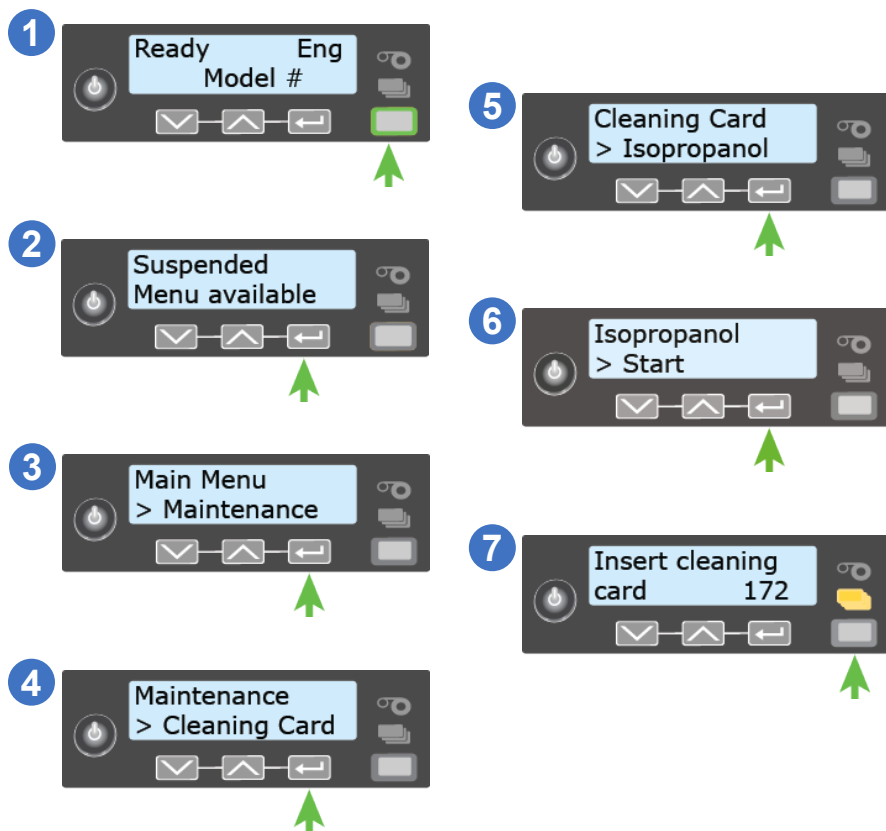 1
Ready Eng
Model #
2
Suspended
Menu available
3
Main Menu
> Maintenance
4
Maintenance
> Cleaning Card
5
Cleaning Card
> Isopropanol
6
Isopropanol
> Start
7
Insert cleaning
card 172